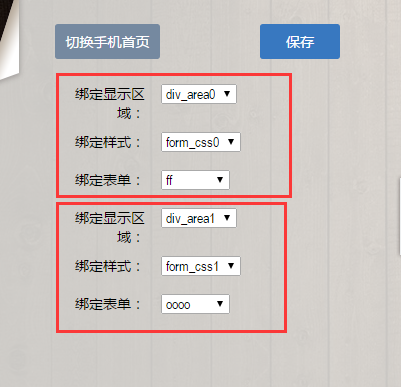 切换手机首页 保存
绑定显示区 div_area0
域：
绑定样式： form_css0
绑定表单： ff
绑定显示区 div_area1
域：
绑定样式： form_css1
绑定表单： oooo